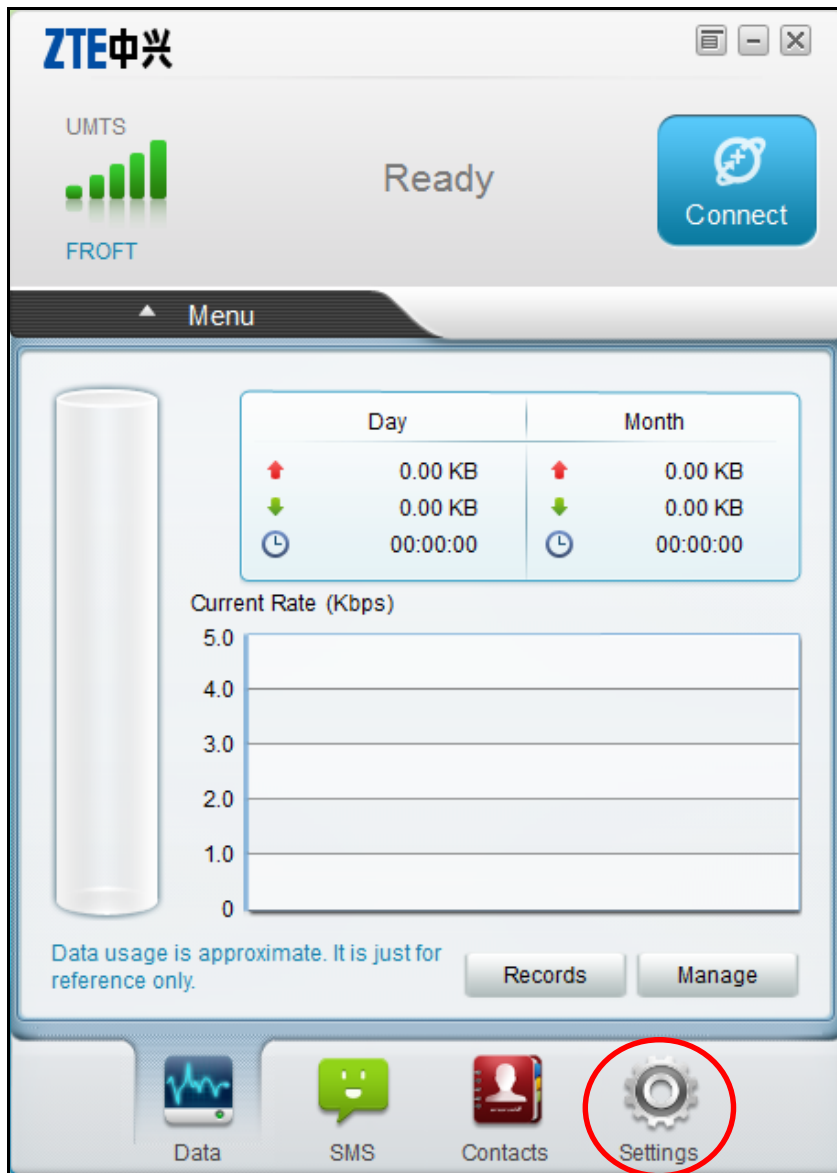 ZTE中兴
UMTS
Ready
Connect
FROFT
Menu
Day Month
0.00 KB 0.00 KB
0.00 KB 0.00 KB
00:00:00 00:00:00
Current Rate (Kbps)
5.0
4.0
3.0
2.0
1.0
0
Data usage is approximate. It is just for
reference only.
Records Manage
Data SMS Contacts Settings